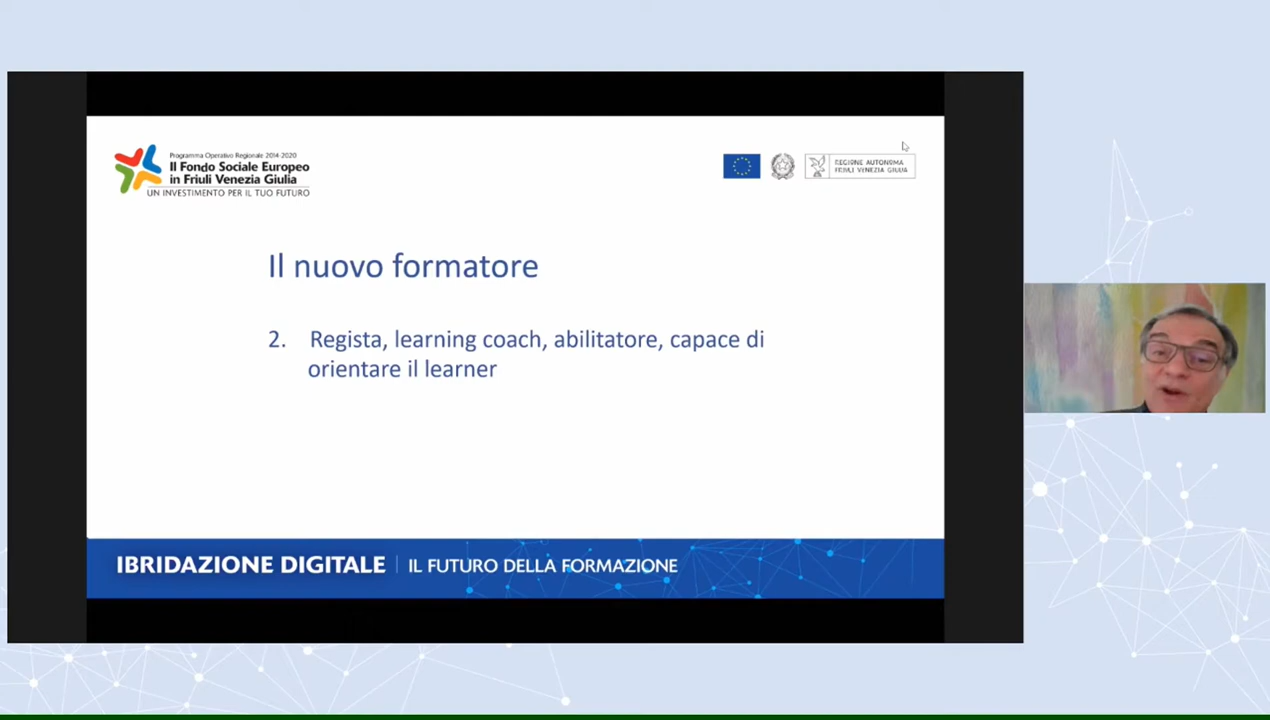 Programma Operativo Regionale 2014-2020
Il Fondo Sociale Europeo
in Friuli Venezia Giulia
UN INVESTIMENTO PER IL TUO FUTURO
REGIONE AUTONOMA
FRIULI VENEZIA GIULIA
Il nuovo formatore
2. Regista, learning coach, abilitatore, capace di
orientare il learner
IBRIDAZIONE DIGITALE | IL FUTURO DELLA FORMAZIONE